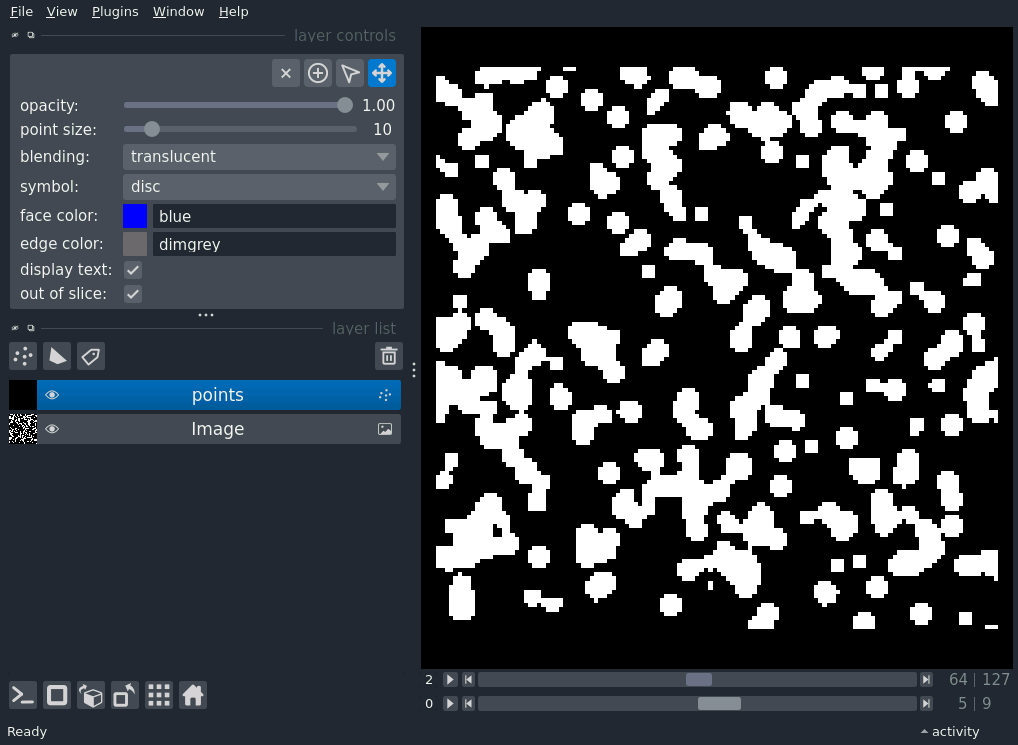 File View Plugins Window Help
layer controls
opacity: 1.00
point size: 10
blending: translucent
symbol: disc
face color: blue
edge color: dimgrey
display text:
out of slice:
layer list
points
Image
2 64 | 127
0 5 | 9
Ready activity